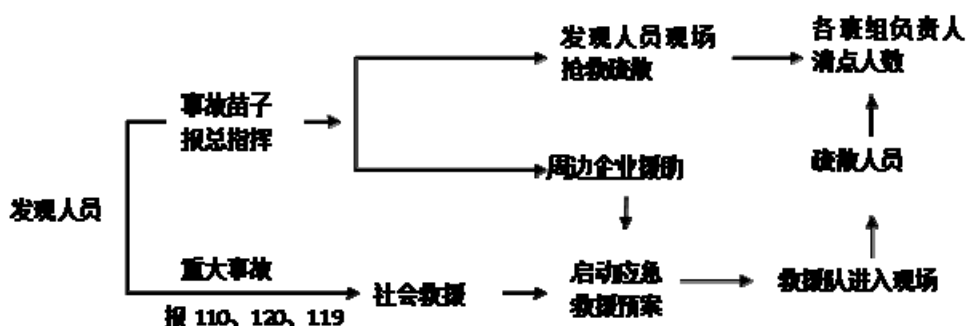 发现人员现场
抢救疏散
各班组负责人
清点人数
事故苗子
报总指挥
周边企业援助
疏散人员
发现人员
重大事故
报 110、120、119
社会救援
启动应急
救援预案
救援队进入现场